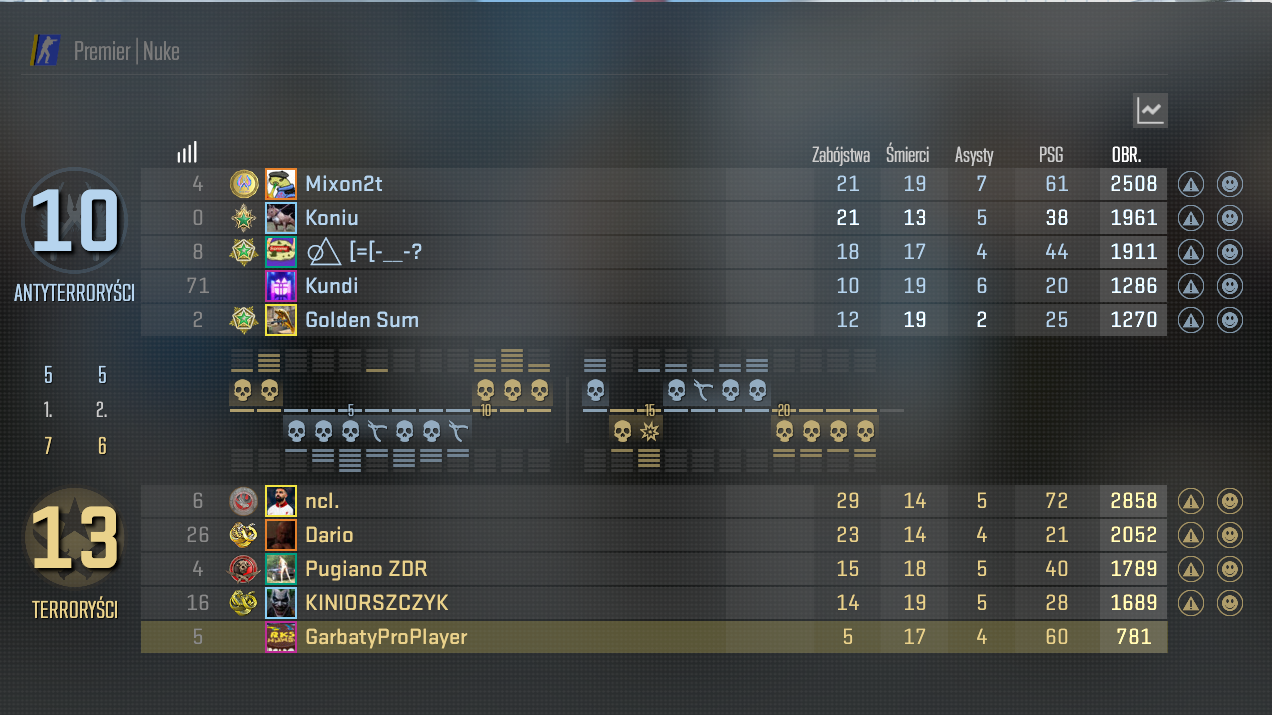 Premier | Nuke
Zabójstwa Śmierci Asysty PSG OBR.
10
ANTYTERRORYŚCI
4 Mixon2t 21 19 7 61 2508
0 Koniu 21 13 5 38 1961
8 [=[-__-? 18 17 4 44 1911
71 Kundi 10 19 6 20 1286
2 Golden Sum 12 19 2 25 1270
5 5
1. 2.
7 6
5 10 15 20
13
TERRORYŚCI
6 ncl. 29 14 5 72 2858
26 Dario 23 14 4 21 2052
4 Pugiano ZDR 15 18 5 40 1789
16 KINIORSZCZYK 14 19 5 28 1689
5 GarbatyProPlayer 5 17 4 60 781